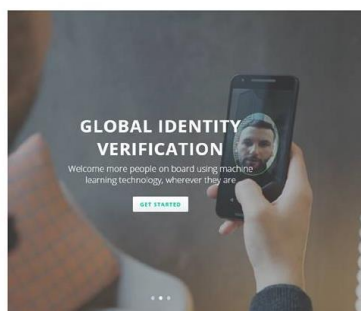 GLOBAL IDENTITY
VERIFICATION
Welcome more people on board using machine
learning technology, wherever they are
GET STARTED